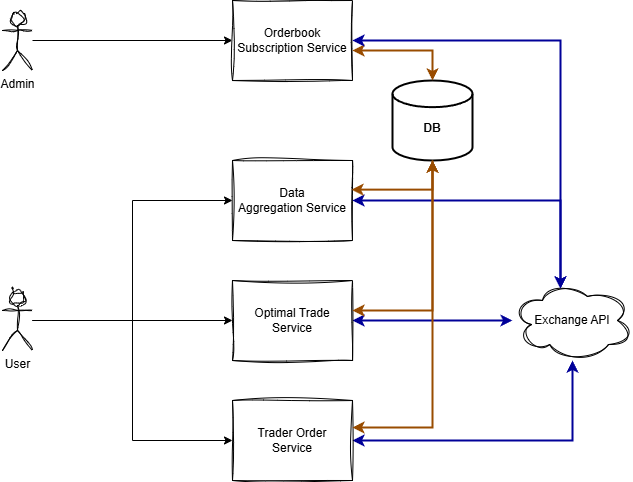 Orderbook
Subscription Service
Admin
DB
Data
Aggregation Service
Optimal Trade
Service
Exchange API
User
Trader Order
Service